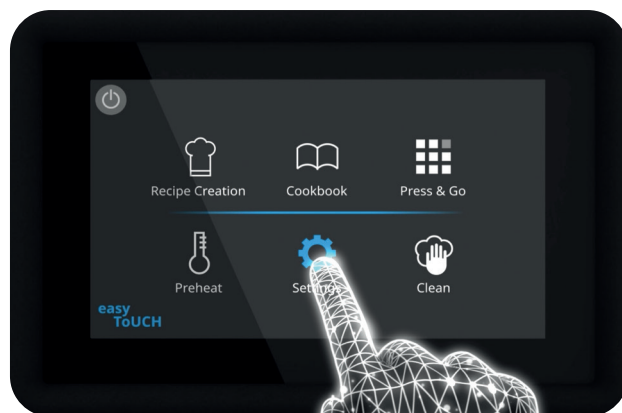 Recipe Creation
Cookbook
Press & Go
Preheat
Settings
Clean
easy
ToUCH